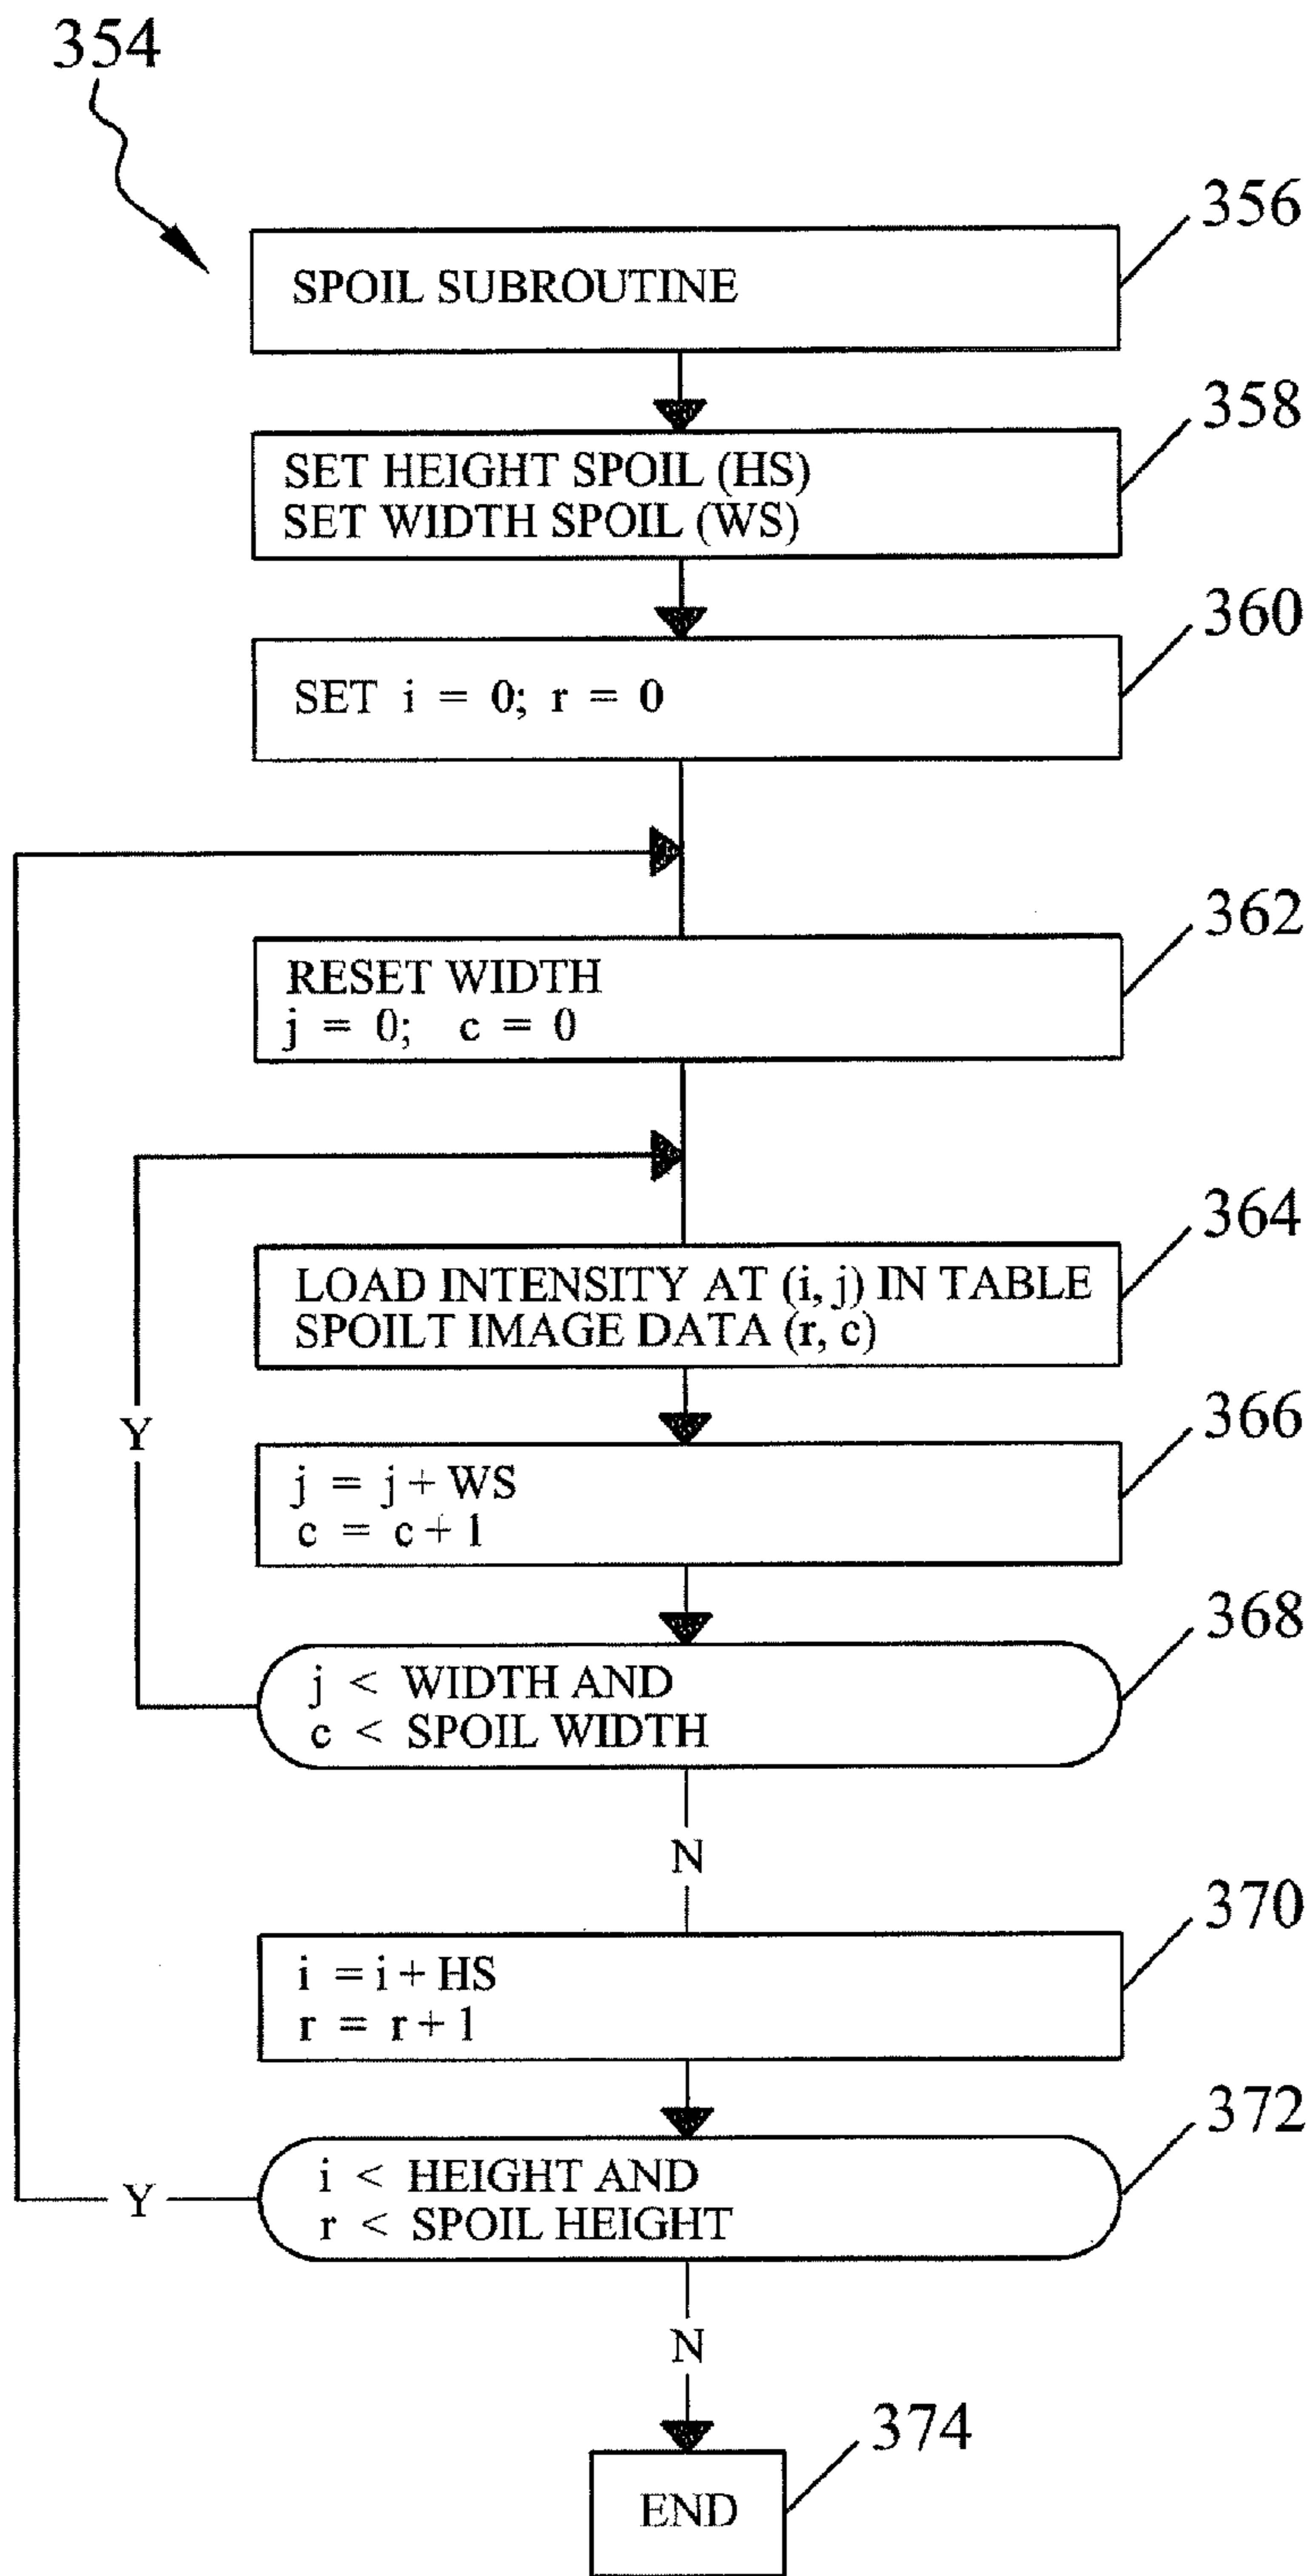 354
356
SPOIL SUBROUTINE
358
SET HEIGHT SPOIL (HS)
SET WIDTH SPOIL (WS)
360
SET i = 0; r = 0
362
RESET WIDTH
j = 0; c = 0
364
LOAD INTENSITY AT (i, j) IN TABLE
SPOILT IMAGE DATA (r, c)
Y
366
j = j + WS
c = c + 1
368
j < WIDTH AND
c < SPOIL WIDTH
N
370
i = i + HS
r = r + 1
372
i < HEIGHT AND
r < SPOIL HEIGHT
Y
N
374
END